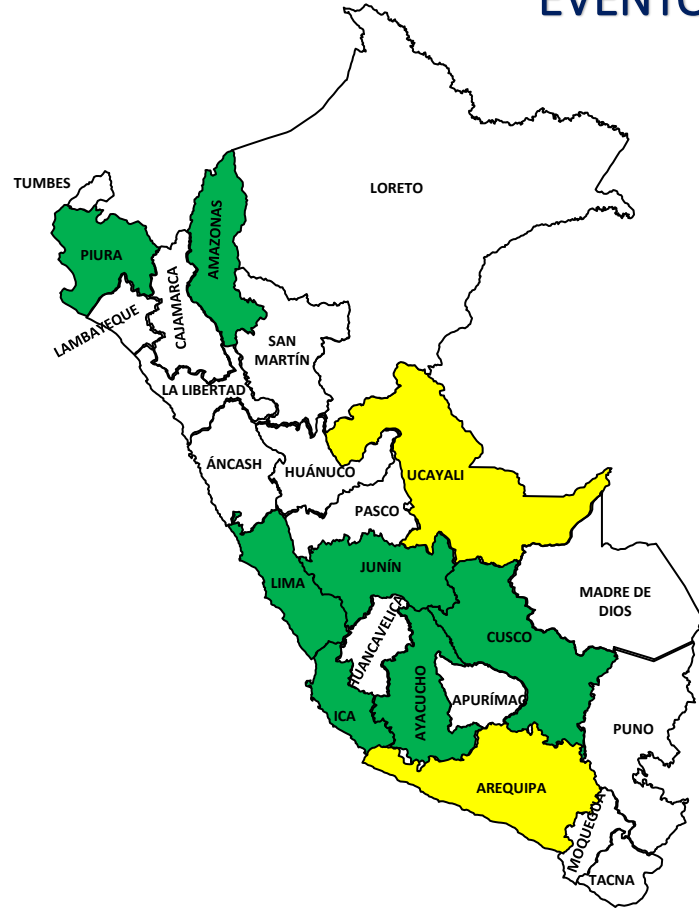 EVENTO
TUMBES
LORETO
PIURA
AMAZONAS
CAJAMARCA
LAMBAYEQUE
SAN
MARTÍN
LA LIBERTAD
ÁNCASH
HUÁNUCO
UCAYALI
PASCO
LIMA
JUNÍN
MADRE DE
DIOS
HUANCAVELICA
CUSCO
AYACUCHO
APURÍMAC
ICA
PUNO
AREQUIPA
MOQUEGUA
TACNA